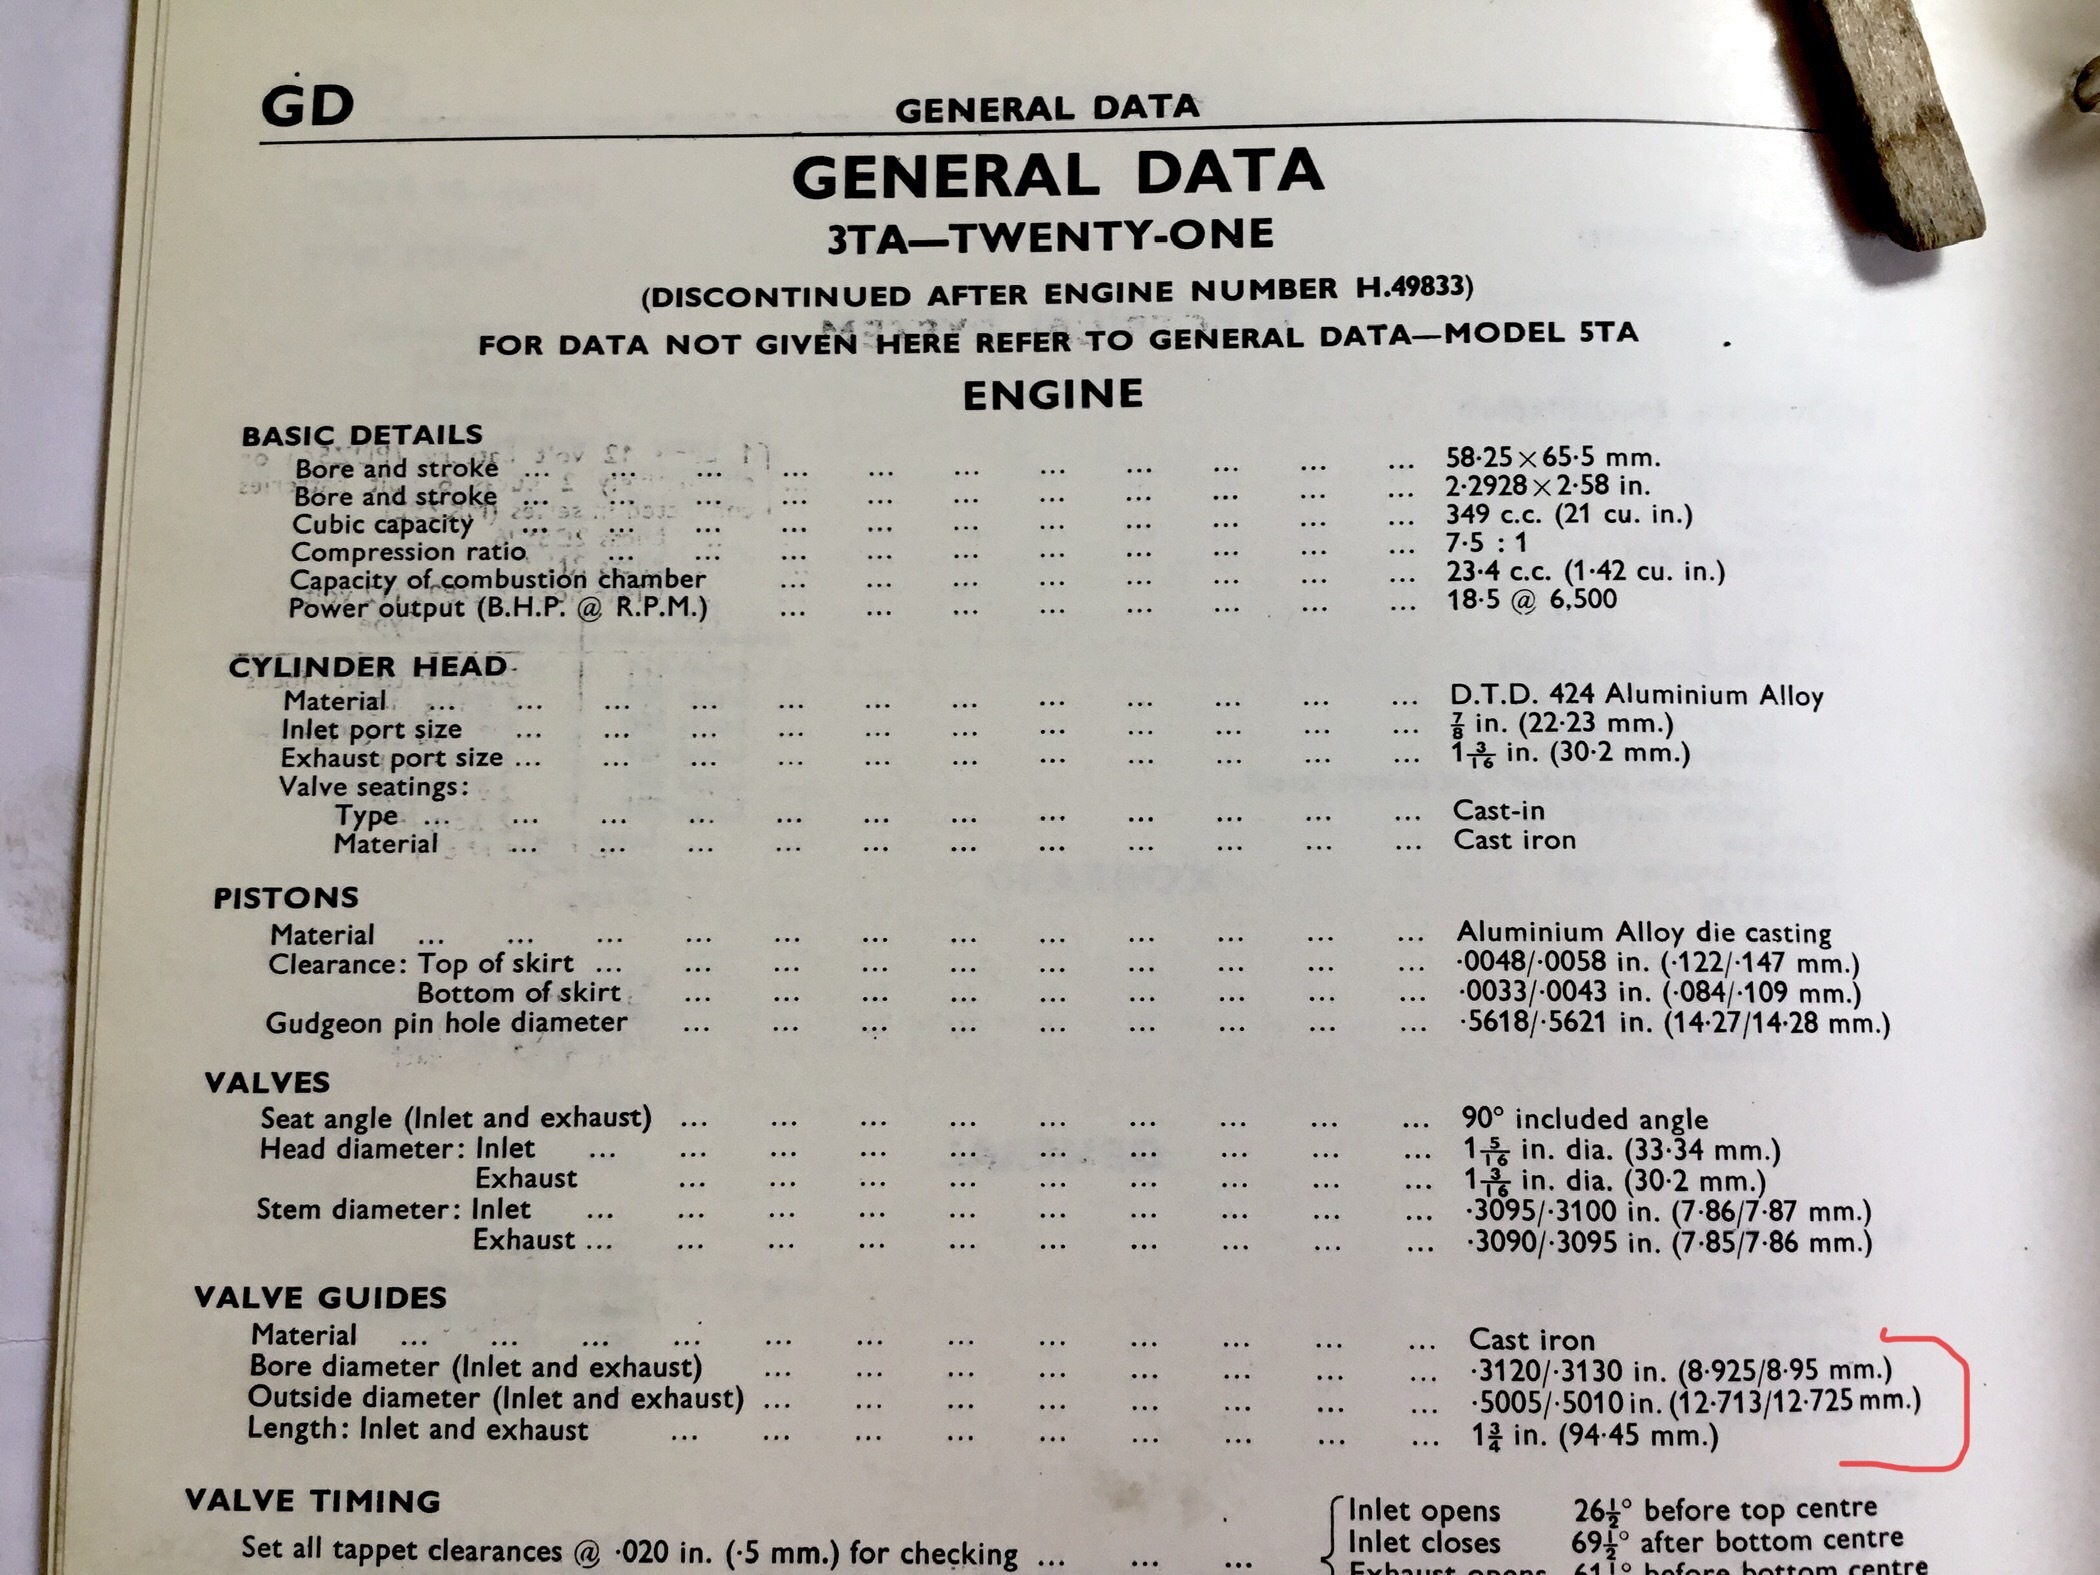 GD
GENERAL DATA
GENERAL DATA
3TA—TWENTY-ONE
(DISCONTINUED AFTER ENGINE NUMBER H.49833)
FOR DATA NOT GIVEN HERE REFER TO GENERAL DATA—MODEL 5TA
ENGINE
BASIC DETAILS
Bore and stroke ... ... ... ... ... ... ... ... ... ... ... 58·25×65·5 mm.
Bore and stroke ... ... ... ... ... ... ... ... ... ... ... 2·2928×2·58 in.
Cubic capacity ... ... ... ... ... ... ... ... ... ... ... 349 c.c. (21 cu. in.)
Compression ratio ... ... ... ... ... ... ... ... ... ... 7·5 : 1
Capacity of combustion chamber ... ... ... ... ... ... ... ... 23·4 c.c. (1·42 cu. in.)
Power output (B.H.P. @ R.P.M.) ... ... ... ... ... ... ... ... 18·5 @ 6,500
CYLINDER HEAD
Material ... ... ... ... ... ... ... ... ... ... ... ... D.T.D. 424 Aluminium Alloy
Inlet port size ... ... ... ... ... ... ... ... ... ... ... ⅞ in. (22·23 mm.)
Exhaust port size ... ... ... ... ... ... ... ... ... ... ... 1 3/16 in. (30·2 mm.)
Valve seatings:
Type ... ... ... ... ... ... ... ... ... ... ... ... Cast-in
Material ... ... ... ... ... ... ... ... ... ... ... Cast iron
PISTONS
Material ... ... ... ... ... ... ... ... ... ... ... ... Aluminium Alloy die casting
Clearance: Top of skirt ... ... ... ... ... ... ... ... ... ... ·0048/·0058 in. (·122/·147 mm.)
Bottom of skirt ... ... ... ... ... ... ... ... ... ·0033/·0043 in. (·084/·109 mm.)
Gudgeon pin hole diameter ... ... ... ... ... ... ... ... ... ·5618/·5621 in. (14·27/14·28 mm.)
VALVES
Seat angle (Inlet and exhaust) ... ... ... ... ... ... ... ... ... 90° included angle
Head diameter: Inlet ... ... ... ... ... ... ... ... ... ... 1 5/16 in. dia. (33·34 mm.)
Exhaust ... ... ... ... ... ... ... ... ... 1 3/16 in. dia. (30·2 mm.)
Stem diameter: Inlet ... ... ... ... ... ... ... ... ... ... ·3095/·3100 in. (7·86/7·87 mm.)
Exhaust ... ... ... ... ... ... ... ... ... ... ·3090/·3095 in. (7·85/7·86 mm.)
VALVE GUIDES
Material ... ... ... ... ... ... ... ... ... ... ... ... Cast iron
Bore diameter (Inlet and exhaust) ... ... ... ... ... ... ... ... ·3120/·3130 in. (8·925/8·95 mm.)
Outside diameter (Inlet and exhaust) ... ... ... ... ... ... ... ... ·5005/·5010 in. (12·713/12·725 mm.)
Length: Inlet and exhaust ... ... ... ... ... ... ... ... ... 1¾ in. (94·45 mm.)
VALVE TIMING
Inlet opens 26½° before top centre
Set all tappet clearances @ ·020 in. (·5 mm.) for checking ... ... ... Inlet closes 69½° after bottom centre
Exhaust opens 61½° before bottom centre